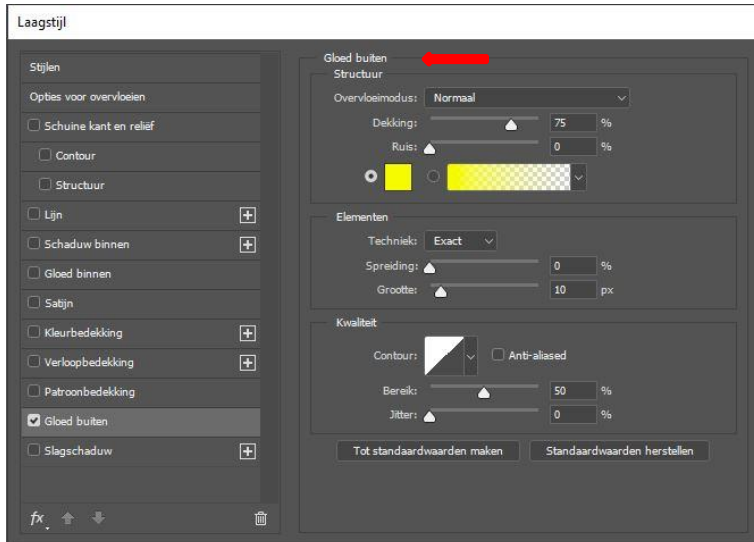 Laagstijl
Stijlen
Opties voor overvloeien
Schuine kant en reliëf
Contour
Structuur
Lijn
Schaduw binnen
Gloed binnen
Satijn
Kleurbedekking
Verloopbedekking
Patroonbedekking
Gloed buiten
Slagschaduw
fx
Gloed buiten
Structuur
Overvloeimodus: Normaal
Dekking: 75 %
Ruis: 0 %
Elementen
Techniek: Exact
Spreiding: 0 %
Grootte: 10 px
Kwaliteit
Contour: Anti-aliased
Bereik: 50 %
Jitter: 0 %
Tot standaardwaarden maken Standaardwaarden herstellen